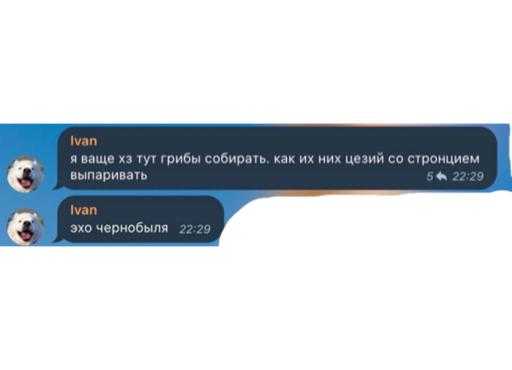 Ivan
я ваще хз тут грибы собирать. как их них цезий со стронцием
выпаривать
5 22:29
Ivan
эхо чернобыля 22:29